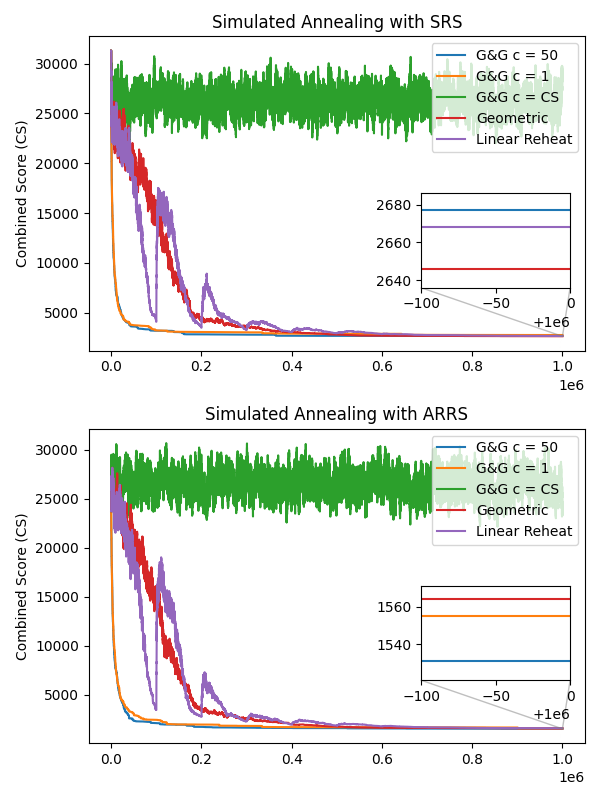 Simulated Annealing with SRS
30000
25000
20000
15000
10000
5000
Combined Score (CS)
G&G c = 50
G&G c = 1
G&G c = CS
Geometric
Linear Reheat
2680
2660
2640
−100
−50
0
+1e6
0.0
0.2
0.4
0.6
0.8
1.0
1e6
Simulated Annealing with ARRS
30000
25000
20000
15000
10000
5000
Combined Score (CS)
G&G c = 50
G&G c = 1
G&G c = CS
Geometric
Linear Reheat
1560
1540
−100
−50
0
+1e6
0.0
0.2
0.4
0.6
0.8
1.0
1e6